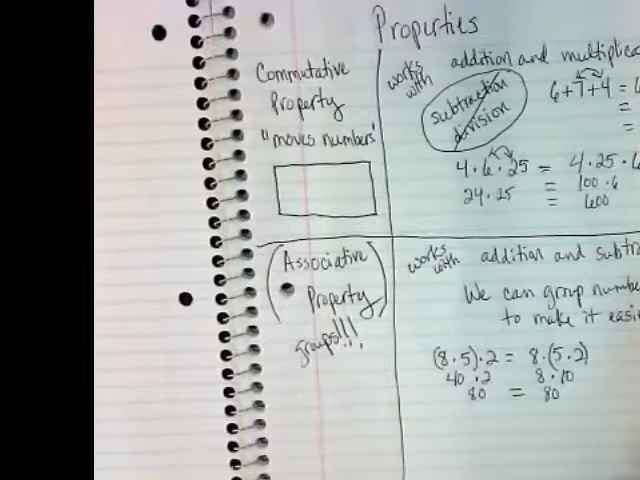 Properties
Commutative
Property
"moves numbers"
works with addition and multiplica
subtraction
division
6+7+4 = 6
=
=
4 · 6 · 25 = 4 · 25 · 6
24 · 25 = 100 · 6
= 600
Associative
Property
groups!!!
works with addition and subtra
We can group numbe
to make it easie
(8 · 5) · 2 = 8 · (5 · 2)
40 · 2 8 · 10
80 = 80